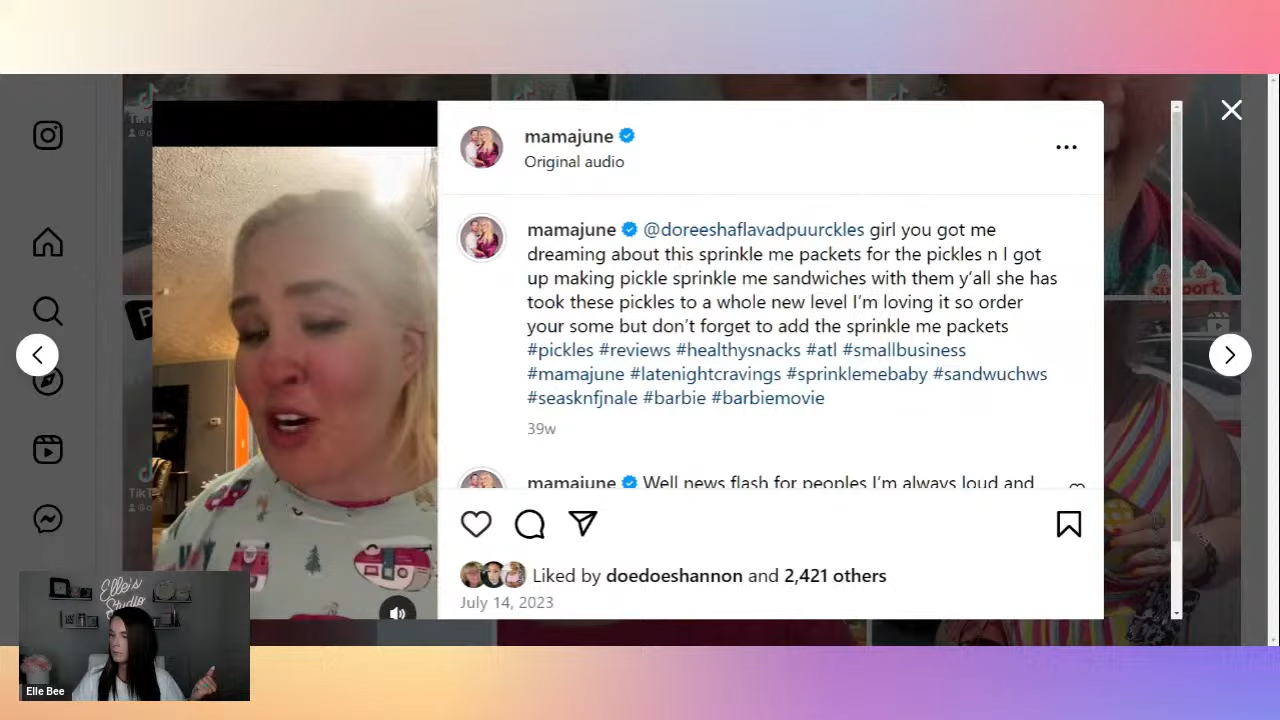 mamajune
Original audio
mamajune @doreeshaflavadpuurckles girl you got me
dreaming about this sprinkle me packets for the pickles n I got
up making pickle sprinkle me sandwiches with them y'all she has
took these pickles to a whole new level I'm loving it so order
your some but don't forget to add the sprinkle me packets
#pickles #reviews #healthysnacks #atl #smallbusiness
#mamajune #latenightcravings #sprinklemebaby #sandwuchws
#seasknfjnale #barbie #barbiemovie
39w
mamajune Well news flash for peoples I'm always loud and
Liked by doedoeshannon and 2,421 others
July 14, 2023
support.
TikT
Elle's
Studio
Elle Bee